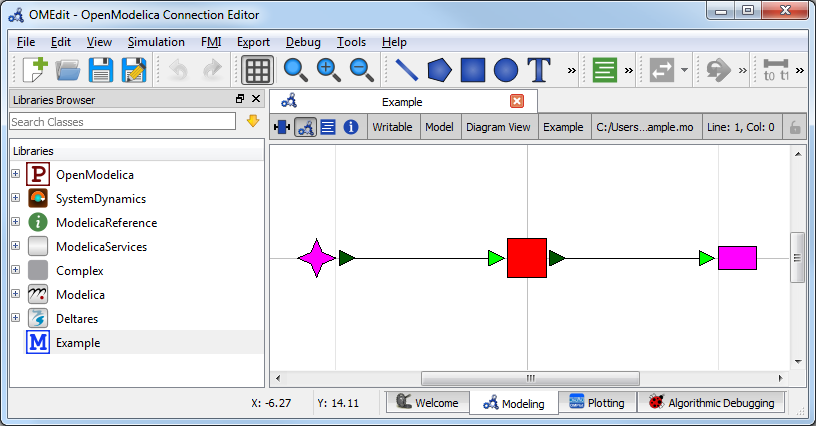 OMEdit - OpenModelica Connection Editor
File Edit View Simulation FMI Export Debug Tools Help
T » » » t0 t1 »
Libraries Browser
Example
Search Classes
Writable Model Diagram View Example C:/Users...ample.mo Line: 1, Col: 0
Libraries
P OpenModelica
SystemDynamics
i ModelicaReference
ModelicaServices
Complex
Modelica
Deltares
M Example
X: -6.27 Y: 14.11 Welcome Modeling Plotting Algorithmic Debugging